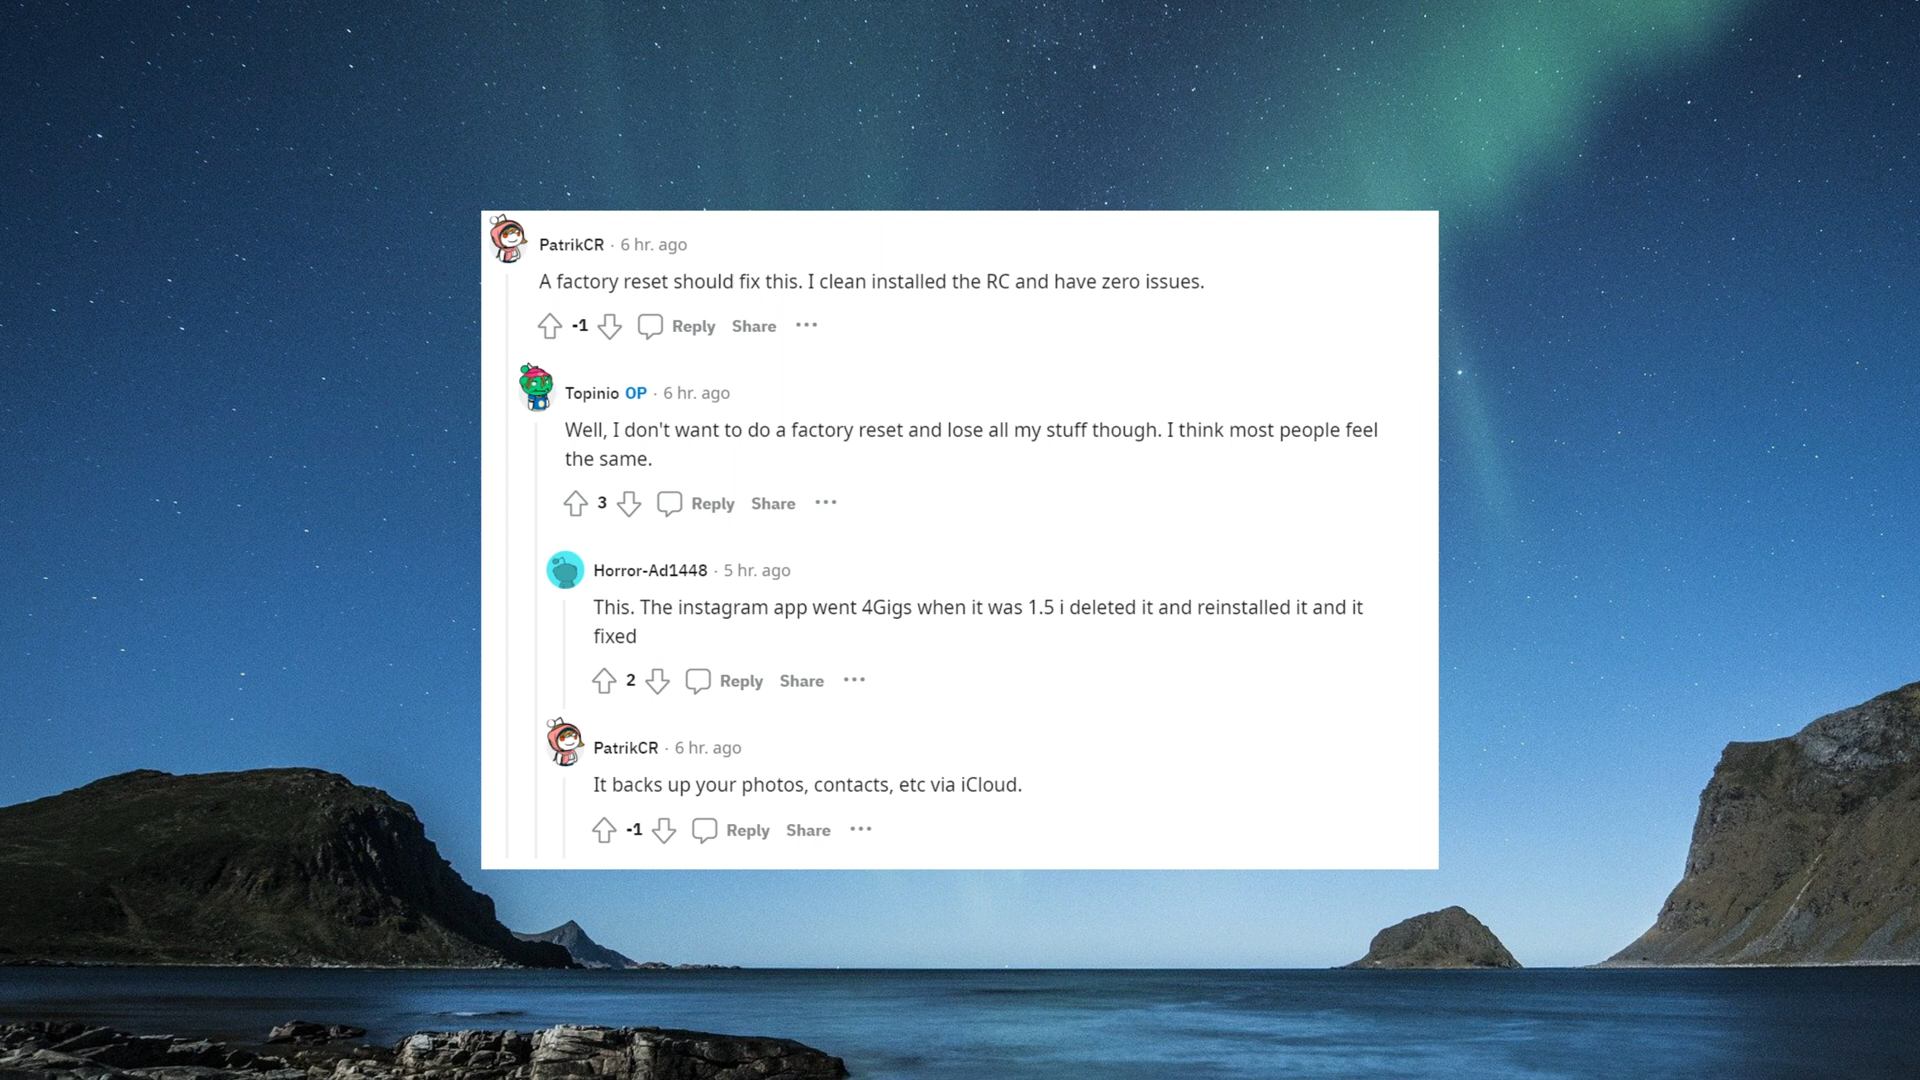 PatrikCR · 6 hr. ago
A factory reset should fix this. I clean installed the RC and have zero issues.
-1 Reply Share ···
Topinio OP · 6 hr. ago
Well, I don't want to do a factory reset and lose all my stuff though. I think most people feel
the same.
3 Reply Share ···
Horror-Ad1448 · 5 hr. ago
This. The instagram app went 4Gigs when it was 1.5 i deleted it and reinstalled it and it
fixed
2 Reply Share ···
PatrikCR · 6 hr. ago
It backs up your photos, contacts, etc via iCloud.
-1 Reply Share ···